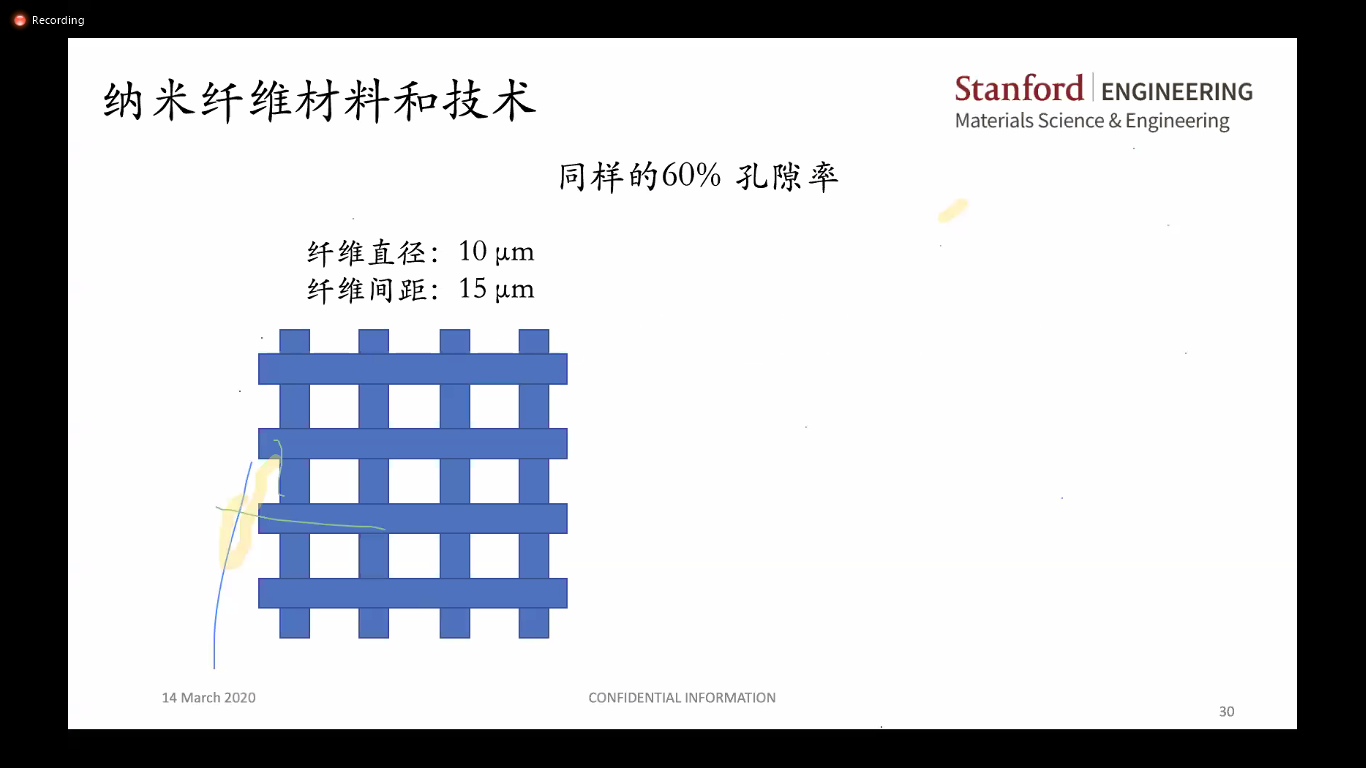 Recording
纳米纤维材料和技术
Stanford ENGINEERING
Materials Science & Engineering
同样的60% 孔隙率
纤维直径：10 μm
纤维间距：15 μm
14 March 2020
CONFIDENTIAL INFORMATION
30